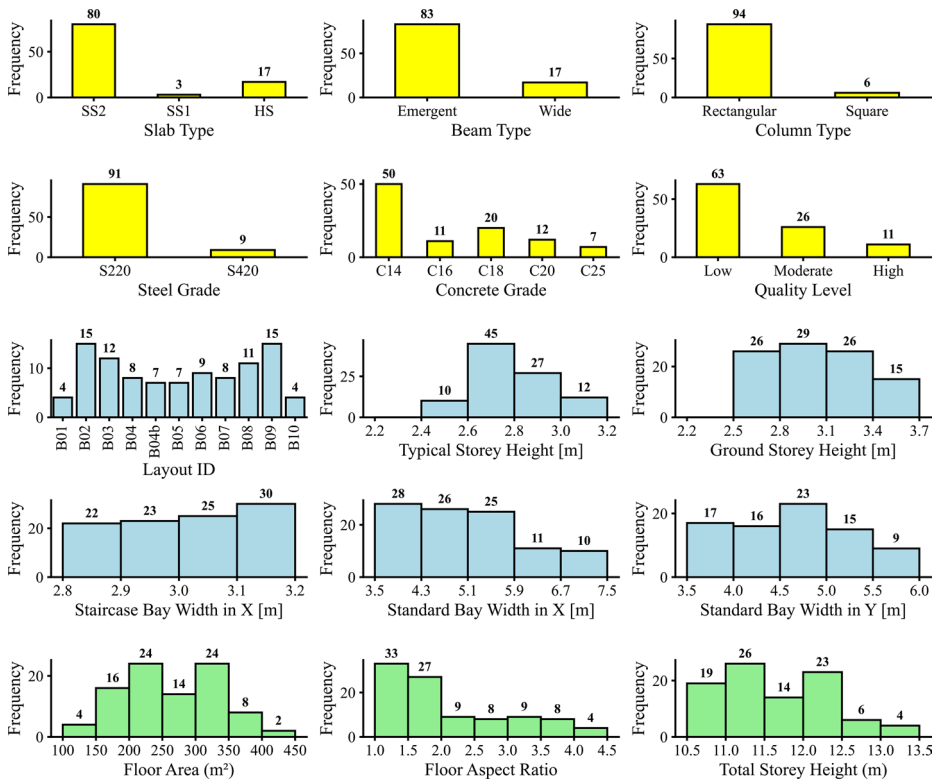 80
3
17
Frequency
50
0
SS2 SS1 HS
Slab Type
83
17
Frequency
50
0
Emergent Wide
Beam Type
94
6
Frequency
50
0
Rectangular Square
Column Type
91
9
Frequency
50
0
S220 S420
Steel Grade
50
11
20
12
7
Frequency
50
25
0
C14 C16 C18 C20 C25
Concrete Grade
63
26
11
Frequency
50
0
Low Moderate High
Quality Level
4 15 12 8 7 7 9 8 11 15 4
Frequency
10
0
B01 B02 B03 B04 B04b B05 B06 B07 B08 B09 B10
Layout ID
10 45 27 12
Frequency
25
0
2.2 2.4 2.6 2.8 3.0 3.2
Typical Storey Height [m]
26 29 26 15
Frequency
20
0
2.2 2.5 2.8 3.1 3.4 3.7
Ground Storey Height [m]
22 23 25 30
Frequency
20
0
2.8 2.9 3.0 3.1 3.2
Staircase Bay Width in X [m]
28 26 25 11 10
Frequency
20
0
3.5 4.3 5.1 5.9 6.7 7.5
Standard Bay Width in X [m]
17 16 23 15 9
Frequency
20
0
3.5 4.0 4.5 5.0 5.5 6.0
Standard Bay Width in Y [m]
4 16 24 14 24 8 2
Frequency
20
0
100 150 200 250 300 350 400 450
Floor Area (m²)
33 27 9 8 9 8 4
Frequency
20
0
1.0 1.5 2.0 2.5 3.0 3.5 4.0 4.5
Floor Aspect Ratio
19 26 14 23 6 4
Frequency
20
0
10.5 11.0 11.5 12.0 12.5 13.0 13.5
Total Storey Height (m)